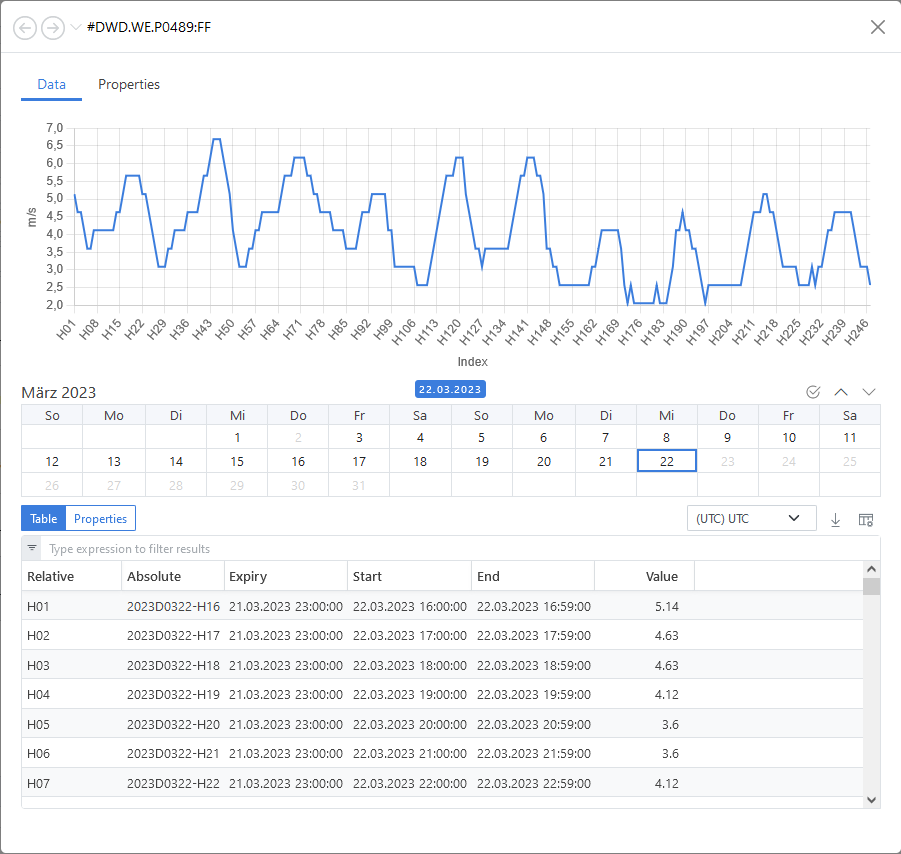 #DWD.WE.P0489:FF
Data Properties
7,0
6,5
6,0
5,5
5,0
4,5
4,0
3,5
3,0
2,5
2,0
m/s
H01 H08 H15 H22 H29 H36 H43 H50 H57 H64 H71 H78 H85 H92 H99 H106 H113 H120 H127 H134 H141 H148 H155 H162 H169 H176 H183 H190 H197 H204 H211 H218 H225 H232 H239 H246
Index
März 2023 22.03.2023
So Mo Di Mi Do Fr Sa So Mo Di Mi Do Fr Sa
1 2 3 4 5 6 7 8 9 10 11
12 13 14 15 16 17 18 19 20 21 22 23 24 25
26 27 28 29 30 31
Table Properties (UTC) UTC
Type expression to filter results
Relative Absolute Expiry Start End Value
H01 2023D0322-H16 21.03.2023 23:00:00 22.03.2023 16:00:00 22.03.2023 16:59:00 5.14
H02 2023D0322-H17 21.03.2023 23:00:00 22.03.2023 17:00:00 22.03.2023 17:59:00 4.63
H03 2023D0322-H18 21.03.2023 23:00:00 22.03.2023 18:00:00 22.03.2023 18:59:00 4.63
H04 2023D0322-H19 21.03.2023 23:00:00 22.03.2023 19:00:00 22.03.2023 19:59:00 4.12
H05 2023D0322-H20 21.03.2023 23:00:00 22.03.2023 20:00:00 22.03.2023 20:59:00 3.6
H06 2023D0322-H21 21.03.2023 23:00:00 22.03.2023 21:00:00 22.03.2023 21:59:00 3.6
H07 2023D0322-H22 21.03.2023 23:00:00 22.03.2023 22:00:00 22.03.2023 22:59:00 4.12